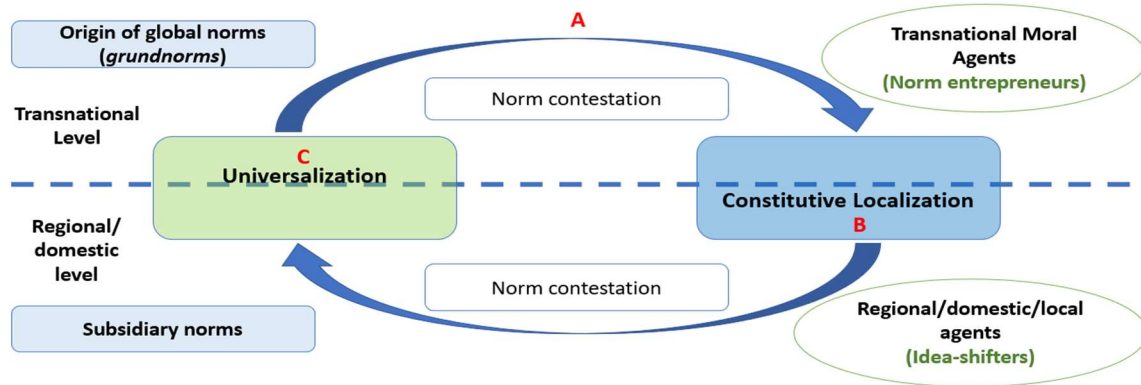 A
Origin of global norms
(grundnorms)
Transnational Moral
Agents
(Norm entrepreneurs)
Norm contestation
Transnational
Level
C
Universalization
Constitutive Localization
B
Regional/
domestic
level
Norm contestation
Subsidiary norms
Regional/domestic/local
agents
(Idea-shifters)